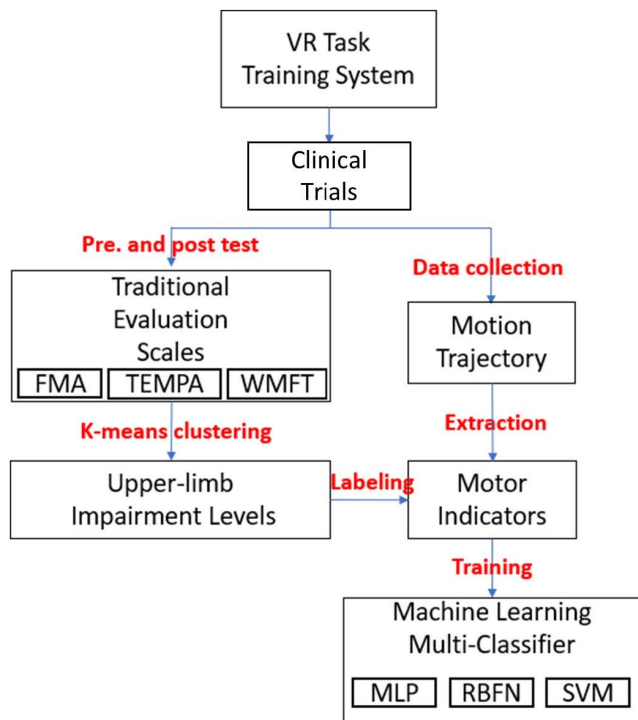 VR Task
Training System
Clinical
Trials
Pre. and post test
Data collection
Traditional
Evaluation
Scales
FMA TEMPA WMFT
Motion
Trajectory
K-means clustering
Extraction
Upper-limb
Impairment Levels
Labeling
Motor
Indicators
Training
Machine Learning
Multi-Classifier
MLP RBFN SVM